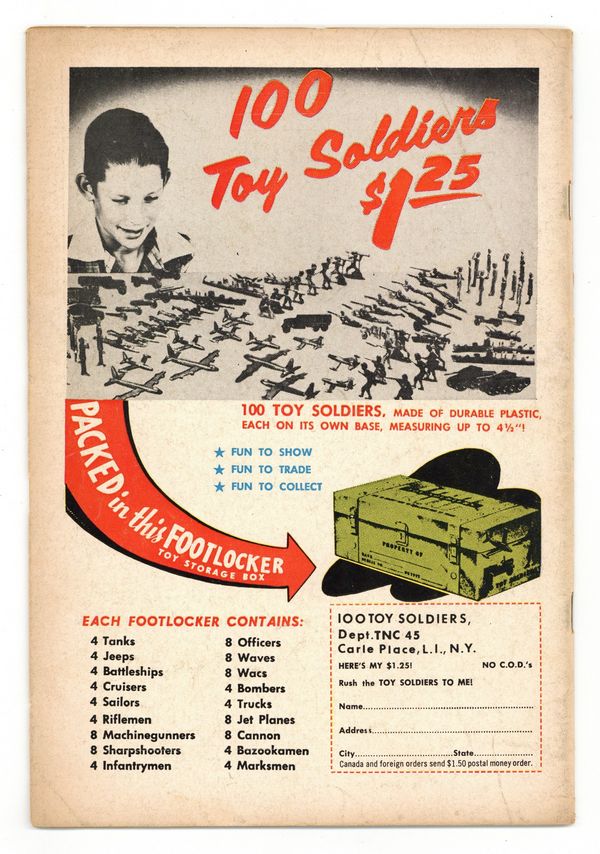 100
Toy Soldiers
$1.25
100 TOY SOLDIERS, MADE OF DURABLE PLASTIC,
EACH ON ITS OWN BASE, MEASURING UP TO 4½"!
★ FUN TO SHOW
★ FUN TO TRADE
★ FUN TO COLLECT
PACKED in this FOOTLOCKER
TOY STORAGE BOX
PROPERTY OF
EACH FOOTLOCKER CONTAINS:
4 Tanks
4 Jeeps
4 Battleships
4 Cruisers
4 Sailors
4 Riflemen
8 Machinegunners
8 Sharpshooters
4 Infantrymen
8 Officers
8 Waves
8 Wacs
4 Bombers
4 Trucks
8 Jet Planes
8 Cannon
4 Bazookamen
4 Marksmen
100 TOY SOLDIERS,
Dept. TNC 45
Carle Place, L.I., N.Y.
HERE'S MY $1.25! NO C.O.D.'s
Rush the TOY SOLDIERS TO ME!
Name
Address
City State
Canada and foreign orders send $1.50 postal money order.